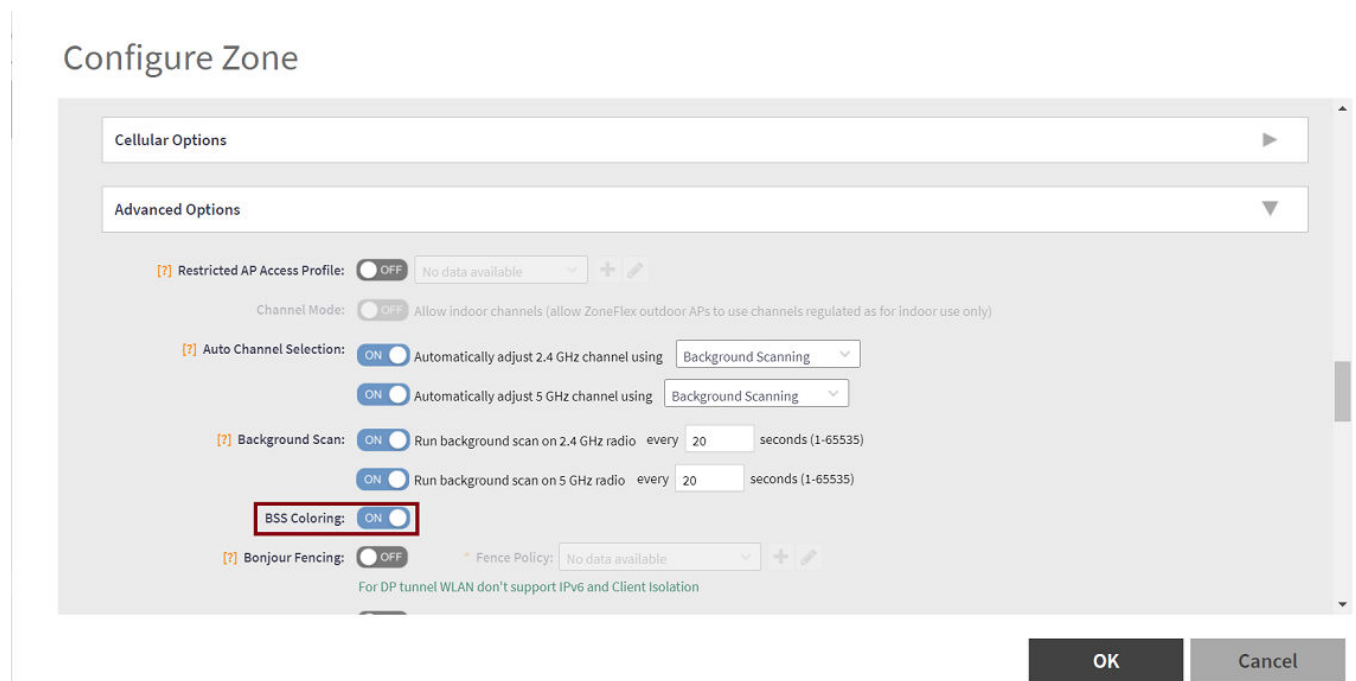 Configure Zone
Cellular Options
Advanced Options
[?] Restricted AP Access Profile: OFF No data available
Channel Mode: OFF Allow indoor channels (allow ZoneFlex outdoor APs to use channels regulated as for indoor use only)
[?] Auto Channel Selection: ON Automatically adjust 2.4 GHz channel using Background Scanning
ON Automatically adjust 5 GHz channel using Background Scanning
[?] Background Scan: ON Run background scan on 2.4 GHz radio every 20 seconds (1-65535)
ON Run background scan on 5 GHz radio every 20 seconds (1-65535)
BSS Coloring: ON
[?] Bonjour Fencing: OFF * Fence Policy: No data available
For DP tunnel WLAN don't support IPv6 and Client Isolation
OK Cancel